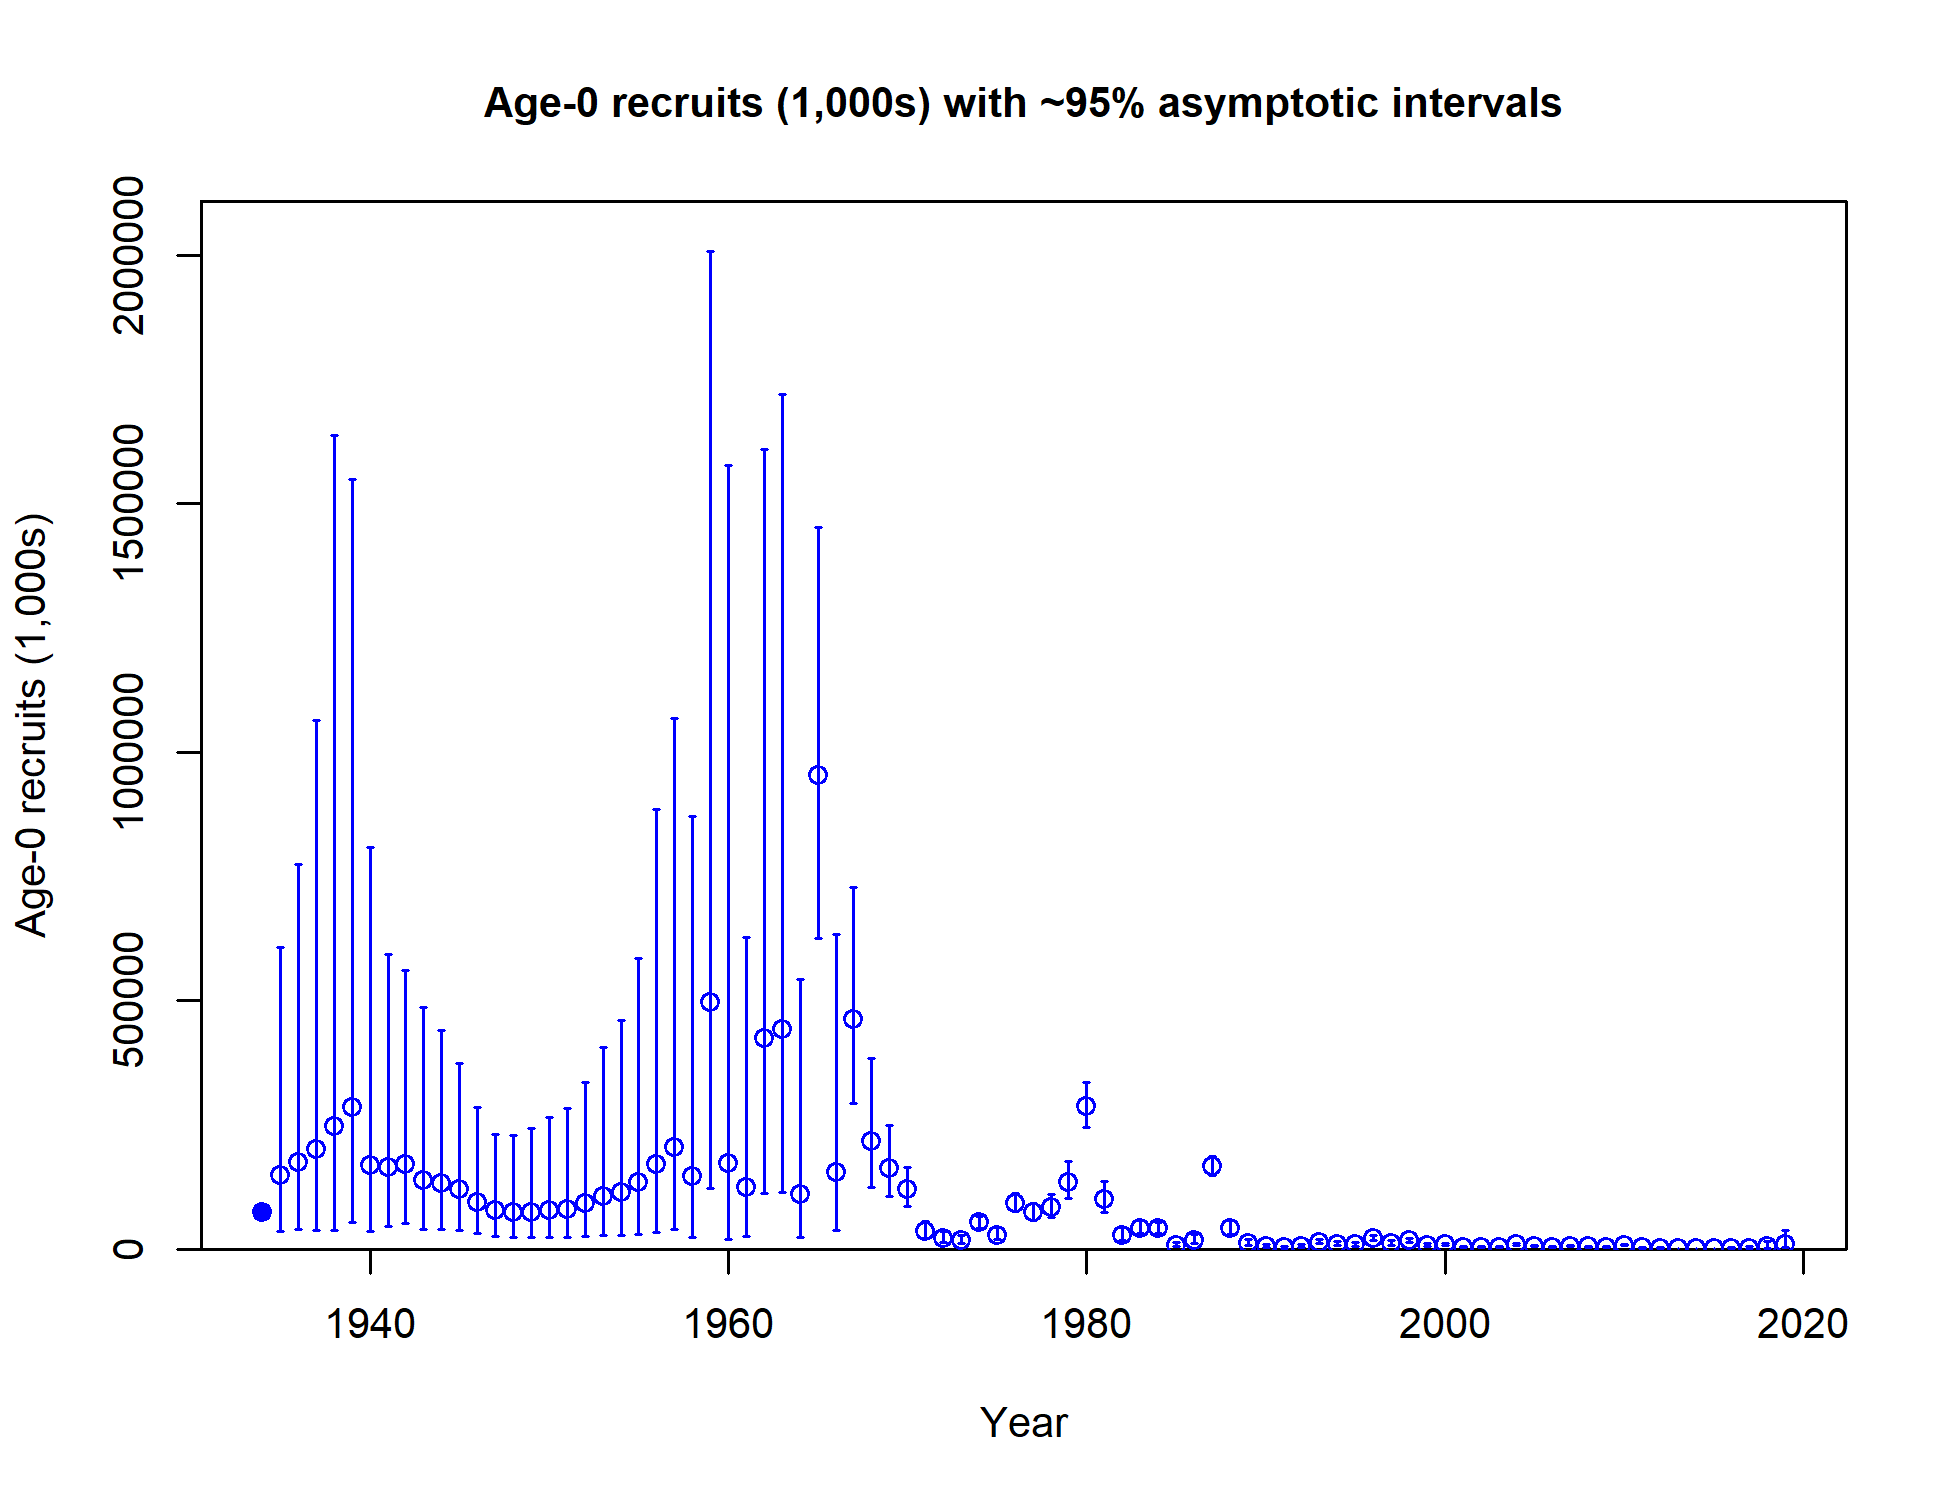 Age-0 recruits (1,000s) with ~95% asymptotic intervals
Age-0 recruits (1,000s)
2000000
1500000
1000000
500000
0
1940 1960 1980 2000 2020
Year